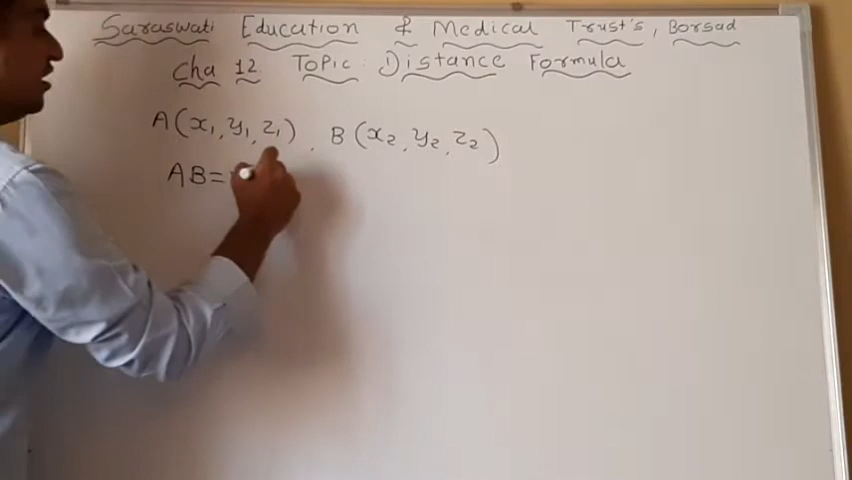 Saraswati Education & Medical Trust's, Borsad
Cha 12. Topic: Distance Formula
A(x₁, y₁, z₁), B(x₂, y₂, z₂)
AB=